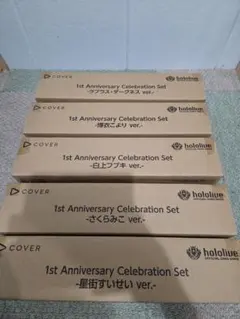 COVER
1st Anniversary Celebration Set
-ラプラス・ダークネス ver.-
hololive
COVER
1st Anniversary Celebration Set
-博衣こより ver.-
hololive
COVER
1st Anniversary Celebration Set
-白上フブキ ver.-
hololive
COVER
1st Anniversary Celebration Set
-さくらみこ ver.-
hololive
COVER
hololive
1st Anniversary Celebration Set
-星街すいせい ver.-